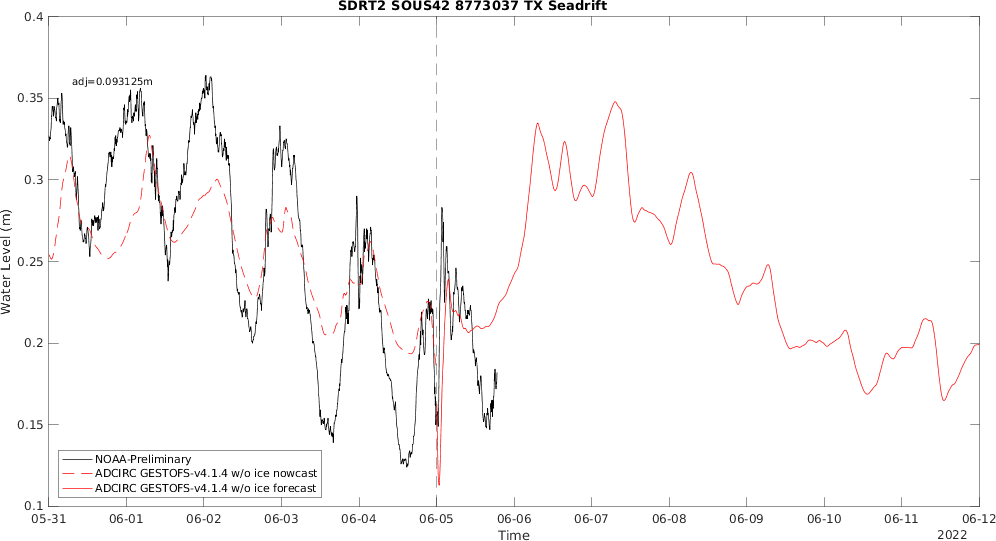 SDRT2 SOUS42 8773037 TX Seadrift
adj=0.093125m
0.4
0.35
0.3
0.25
0.2
0.15
0.1
Water Level (m)
NOAA-Preliminary
ADCIRC GESTOFS-v4.1.4 w/o ice nowcast
ADCIRC GESTOFS-v4.1.4 w/o ice forecast
05-31 06-01 06-02 06-03 06-04 06-05 06-06 06-07 06-08 06-09 06-10 06-11 06-12
Time
2022